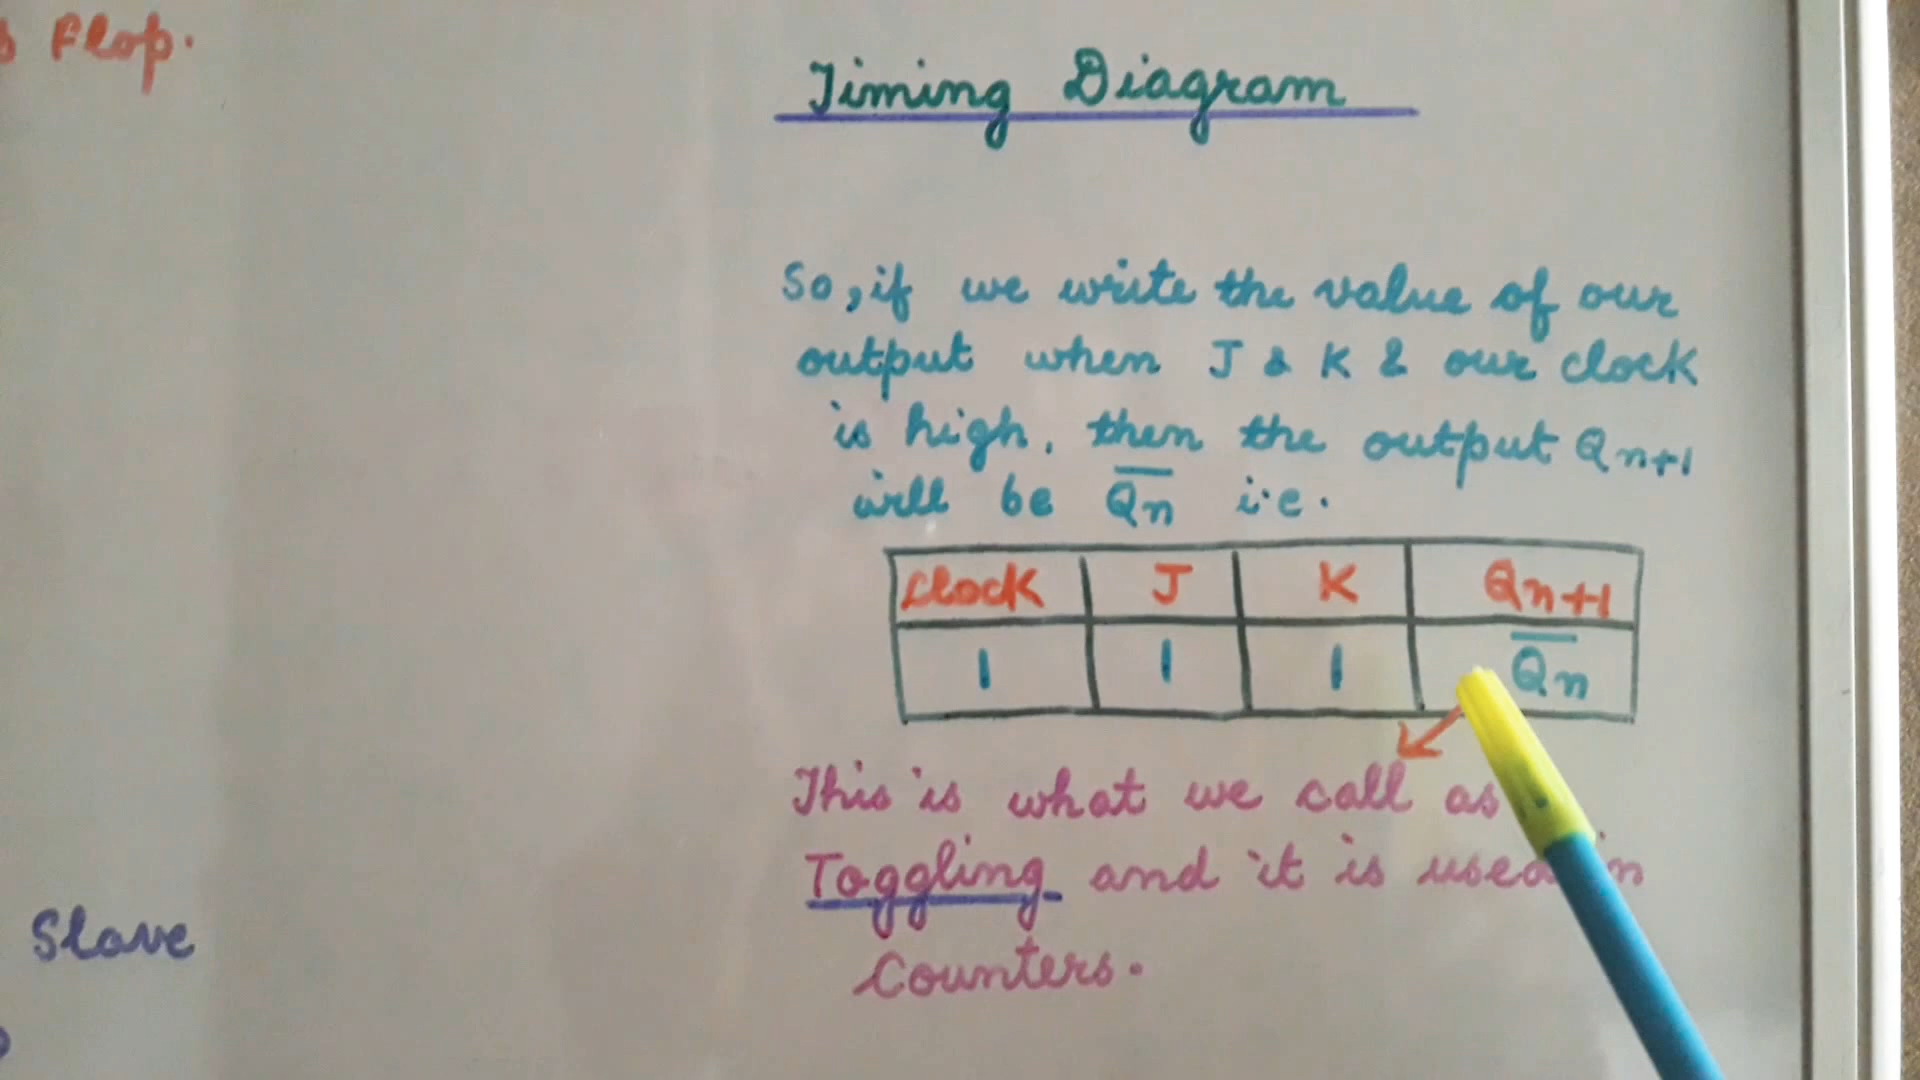 Flop.
Timing Diagram
So, if we write the value of our
output when J & K & our clock
is high, then the output Qn+1
will be Q̅n̅ i.e.
Clock J K Qn+1
1 1 1 Q̅n̅
This is what we call as
Toggling and it is used in
Counters.
Slave